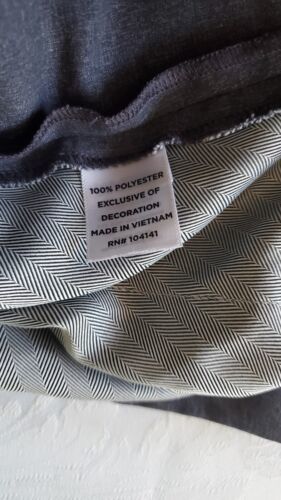 100% POLYESTER
EXCLUSIVE OF
DECORATION
MADE IN VIETNAM
RN# 104141